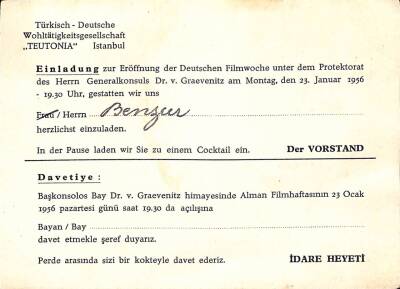 Türkisch - Deutsche
Wohltätigkeitsgesellschaft
„TEUTONIA" Istanbul
Einladung zur Eröffnung der Deutschen Filmwoche unter dem Protektorat
des Herrn Generalkonsuls Dr. v. Graevenitz am Montag, den 23. Januar 1956
- 19.30 Uhr, gestatten wir uns
Frau / Herrn Benzur
herzlichst einzuladen.
In der Pause laden wir Sie zu einem Cocktail ein. Der VORSTAND
Davetiye :
Başkonsolos Bay Dr. v. Graevenitz himayesinde Alman Filmhaftasının 23 Ocak
1956 pazartesi günü saat 19.30 da açılışına
Bayan / Bay
davet etmekle şeref duyarız.
Perde arasında sizi bir kokteyle davet ederiz. İDARE HEYETİ